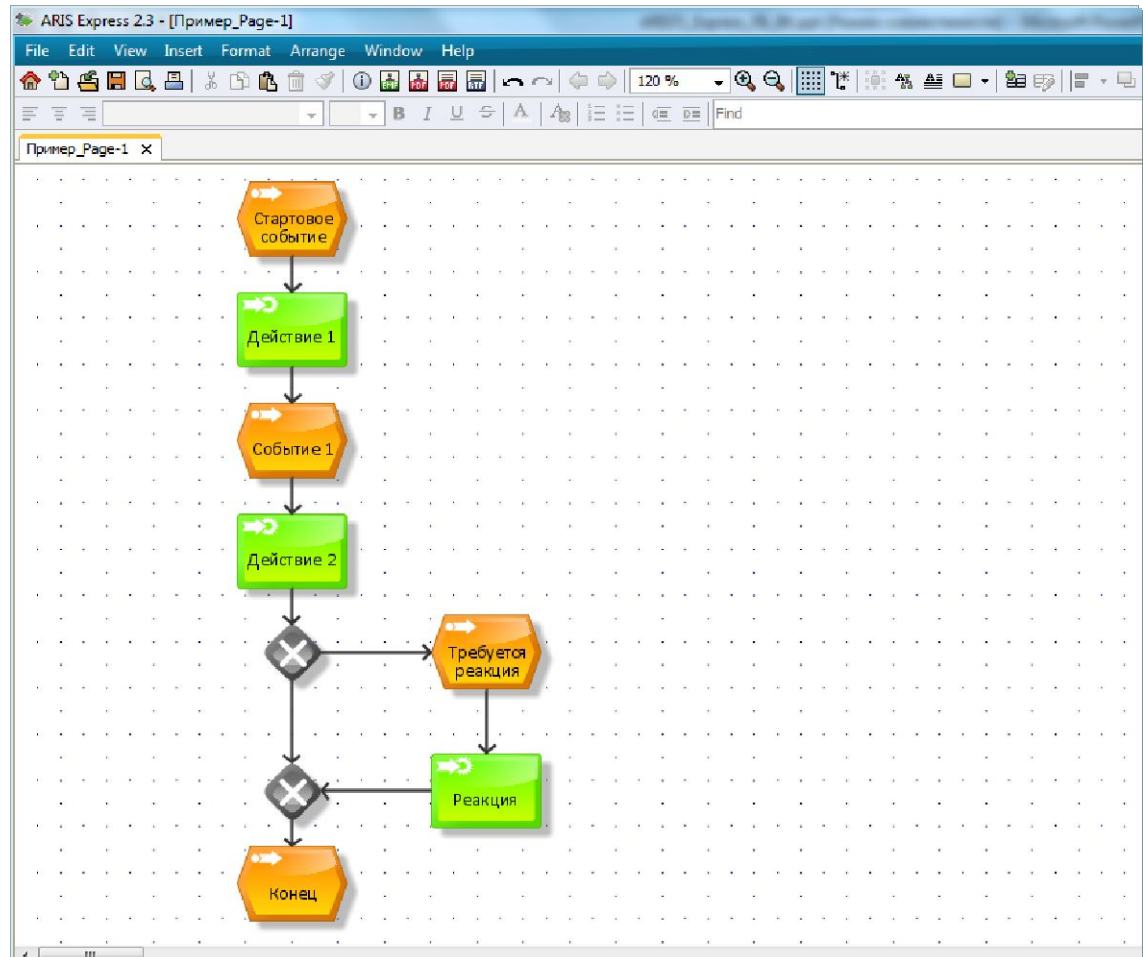 ARIS Express 2.3 - [Пример_Page-1]
File Edit View Insert Format Arrange Window Help
120 %
B I U S A Find
Пример_Page-1 X
Стартовое
событие
Действие 1
Событие 1
Действие 2
Требуется
реакция
Реакция
Конец